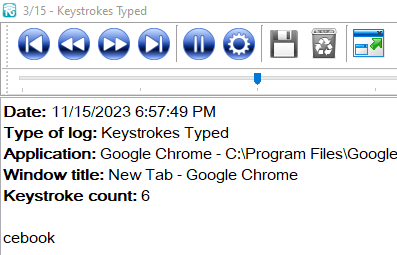 3/15 - Keystrokes Typed
Date: 11/15/2023 6:57:49 PM
Type of log: Keystrokes Typed
Application: Google Chrome - C:\Program Files\Google
Window title: New Tab - Google Chrome
Keystroke count: 6
cebook